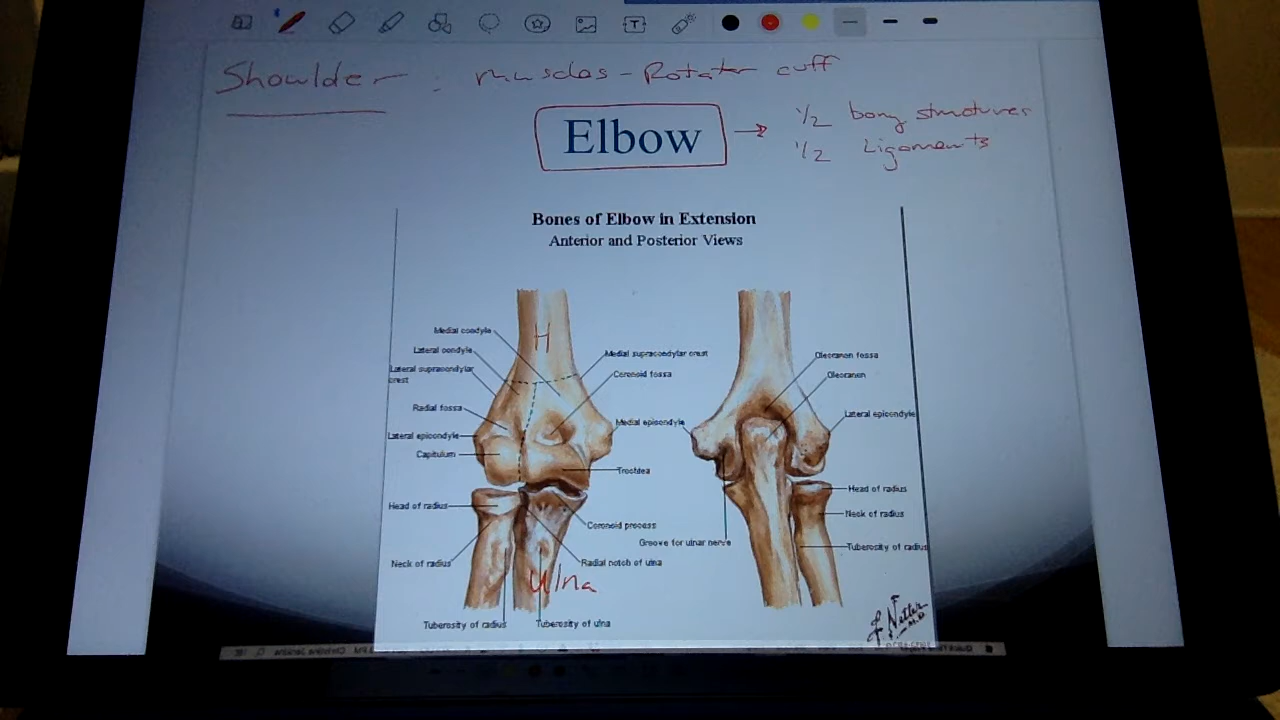 Shoulder : muscles - Rotator cuff
Elbow → 1/2 bony structures
1/2 Ligaments
Bones of Elbow in Extension
Anterior and Posterior Views
Medial condyle
Lateral condyle
Lateral supracondylar
crest
Radial fossa
Lateral epicondyle
Capitulum
Head of radius
Neck of radius
Tuberosity of radius
H
Medial supracondylar crest
Coronoid fossa
Medial epicondyle
Trochlea
Coronoid process
Radial notch of ulna
Ulna
Tuberosity of ulna
Olecranon fossa
Olecranon
Lateral epicondyle
Head of radius
Neck of radius
Groove for ulnar nerve
Tuberosity of radius
F. Netter
M.D.